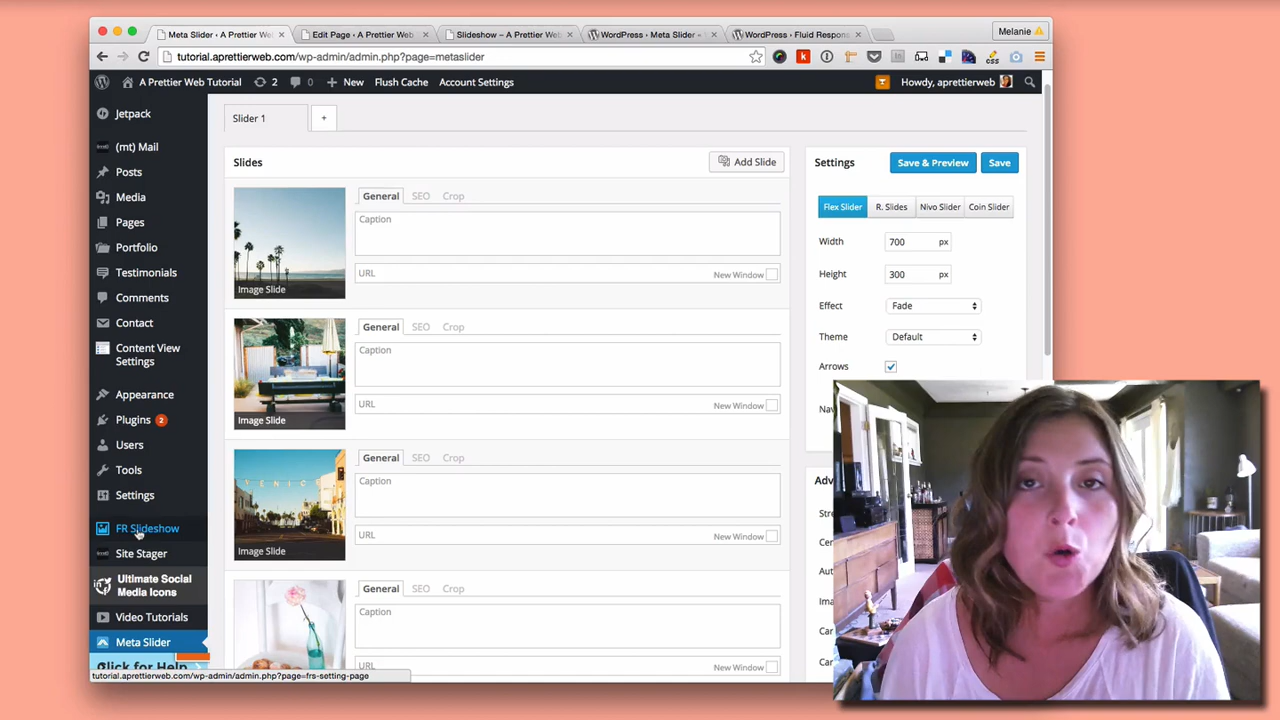 Meta Slider · A Prettier We
Edit Page · A Prettier Web
Slideshow – A Prettier Web
WordPress › Meta Slider -
WordPress › Fluid Respons
Melanie
tutorial.aprettierweb.com/wp-admin/admin.php?page=metaslider
A Prettier Web Tutorial
2
0
New
Flush Cache
Account Settings
Howdy, aprettierweb
Jetpack
(mt) Mail
Posts
Media
Pages
Portfolio
Testimonials
Comments
Contact
Content View
Settings
Appearance
Plugins 2
Users
Tools
Settings
FR Slideshow
Site Stager
Ultimate Social
Media Icons
Video Tutorials
Meta Slider
Click for Help
Slider 1
+
Slides
Add Slide
General SEO Crop
Caption
URL
New Window
Image Slide
General SEO Crop
Caption
URL
New Window
Image Slide
General SEO Crop
Caption
URL
New Window
VENICE
Image Slide
General SEO Crop
Caption
URL
New Window
Settings
Save & Preview
Save
Flex Slider
R. Slides
Nivo Slider
Coin Slider
Width 700 px
Height 300 px
Effect Fade
Theme Default
Arrows
Nav
Adv
Stre
Cen
Aut
Ima
Car
Car
tutorial.aprettierweb.com/wp-admin/admin.php?page=frs-setting-page